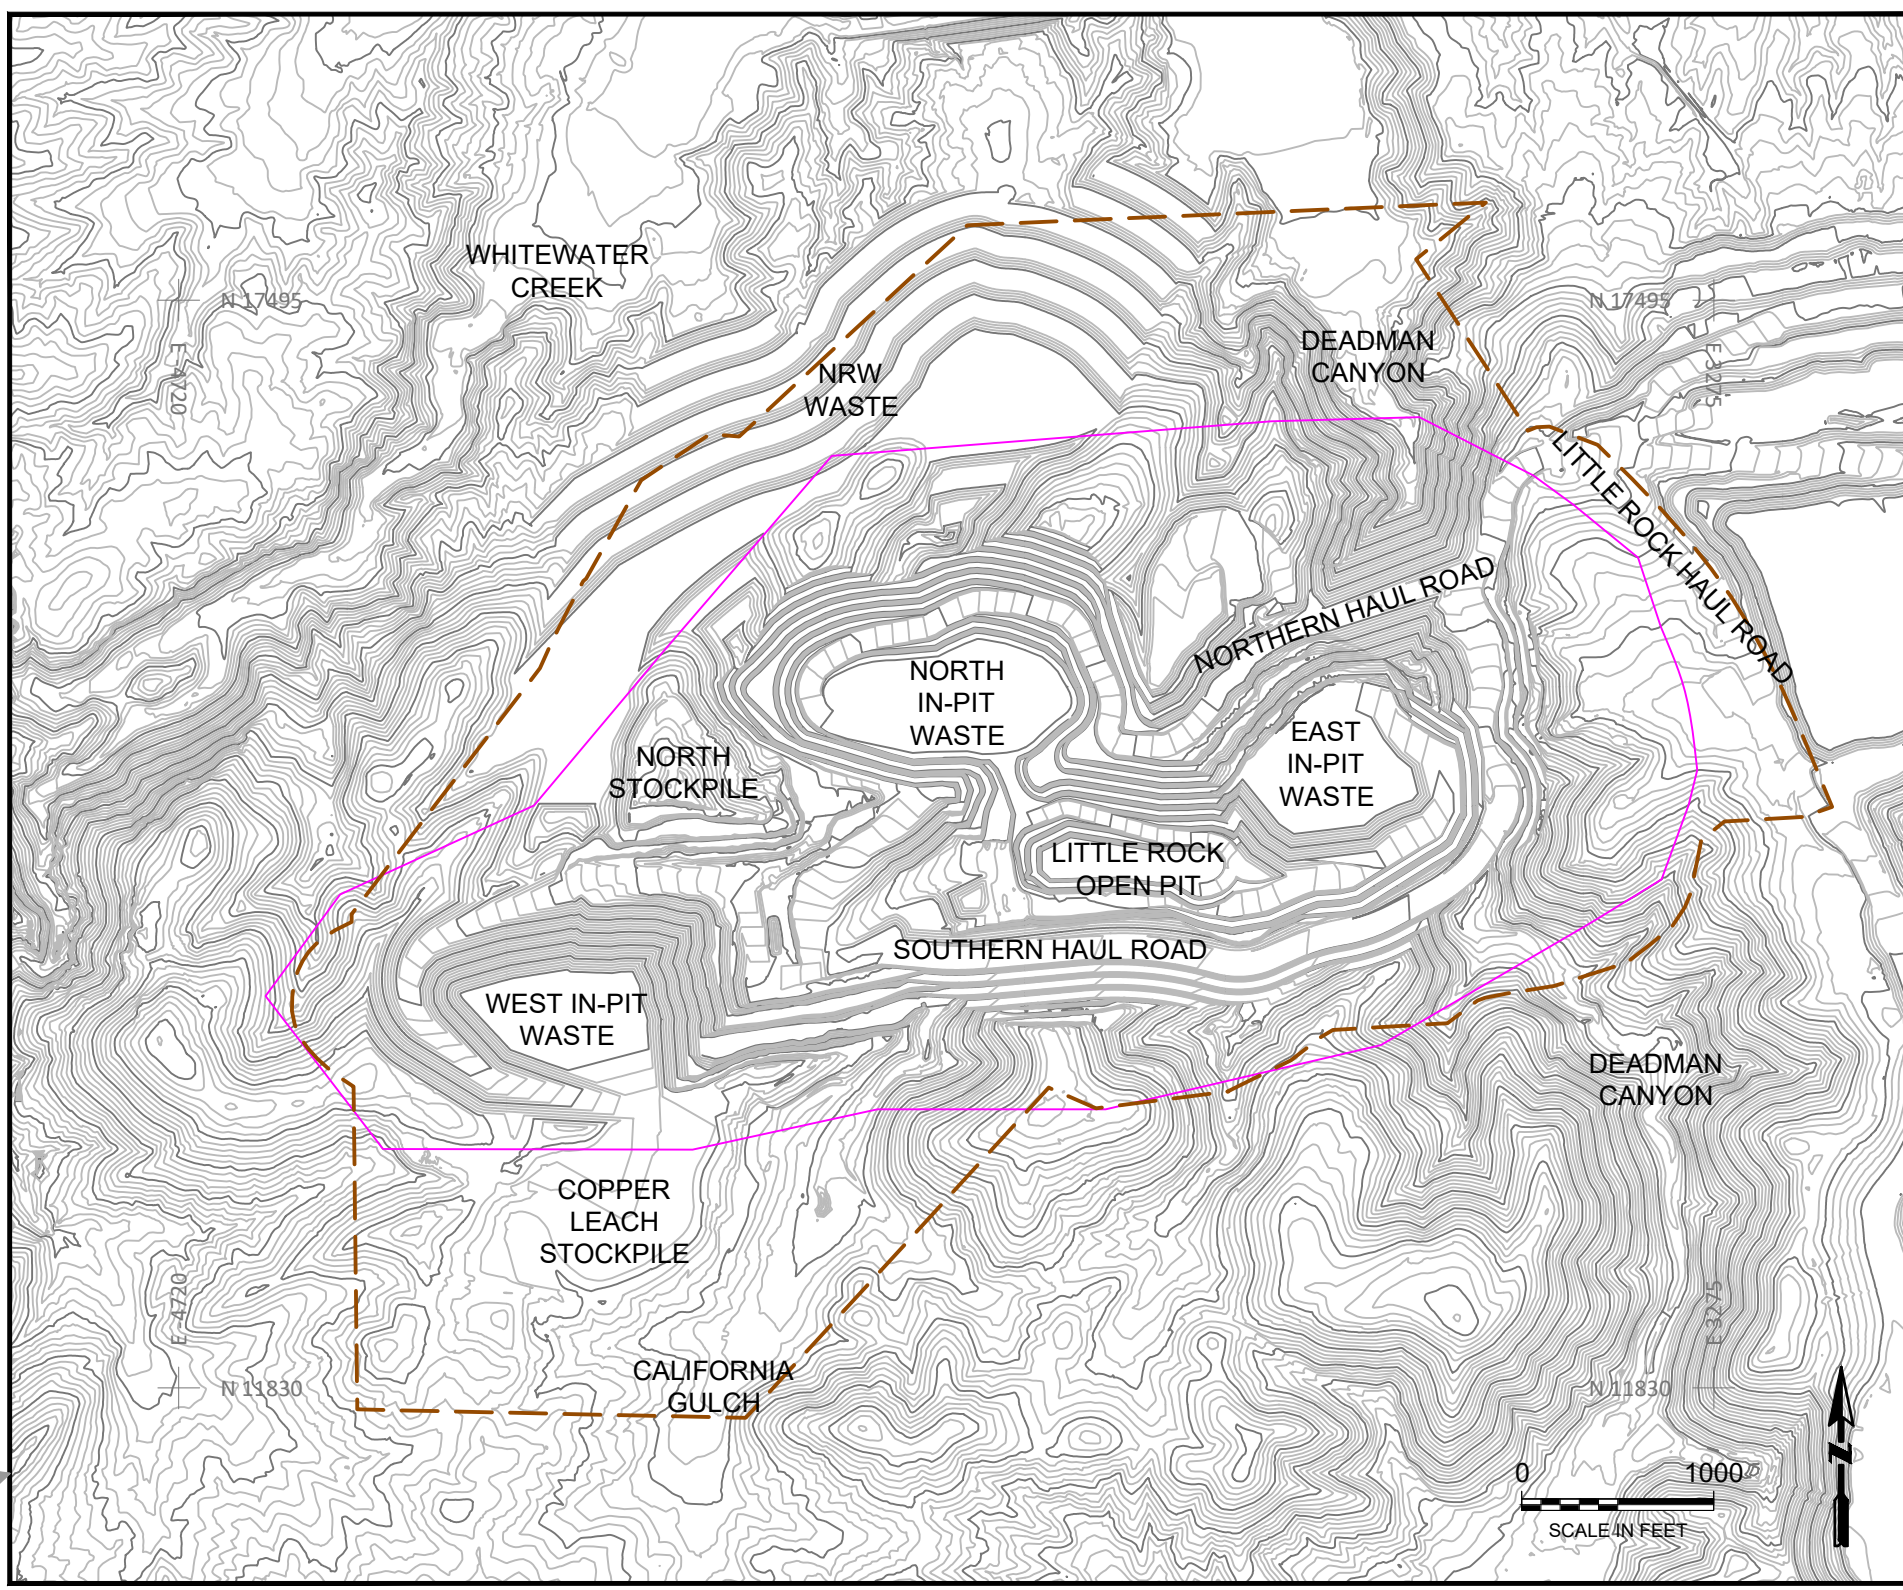 WHITEWATER
CREEK
N 17495
N 17495
E -4720
E 3275
DEADMAN
CANYON
NRW
WASTE
LITTLE ROCK HAUL ROAD
NORTHERN HAUL ROAD
NORTH
IN-PIT
WASTE
EAST
IN-PIT
WASTE
NORTH
STOCKPILE
LITTLE ROCK
OPEN PIT
SOUTHERN HAUL ROAD
WEST IN-PIT
WASTE
DEADMAN
CANYON
COPPER
LEACH
STOCKPILE
E -4720
E 3275
CALIFORNIA
GULCH
N 11830
N 11830
N
0 1000
SCALE IN FEET